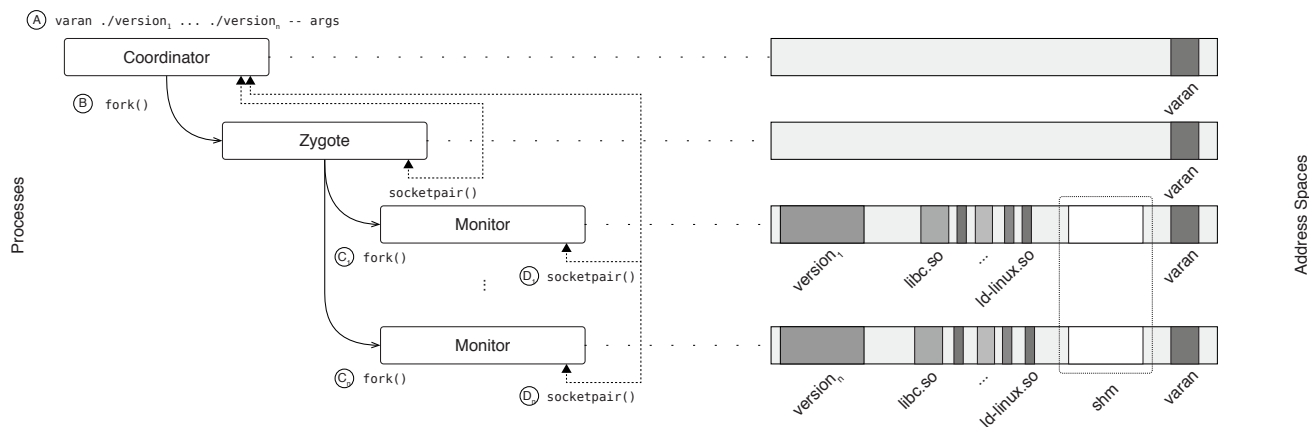 A varan ./version₁ ... ./versionₙ -- args
Coordinator
varan
B fork()
Zygote
varan
socketpair()
Processes
Address Spaces
Monitor
C₁ fork()
D₁ socketpair()
version₁
libc.so
...
ld-linux.so
varan
...
Monitor
Cₙ fork()
Dₙ socketpair()
versionₙ
libc.so
...
ld-linux.so
shm
varan